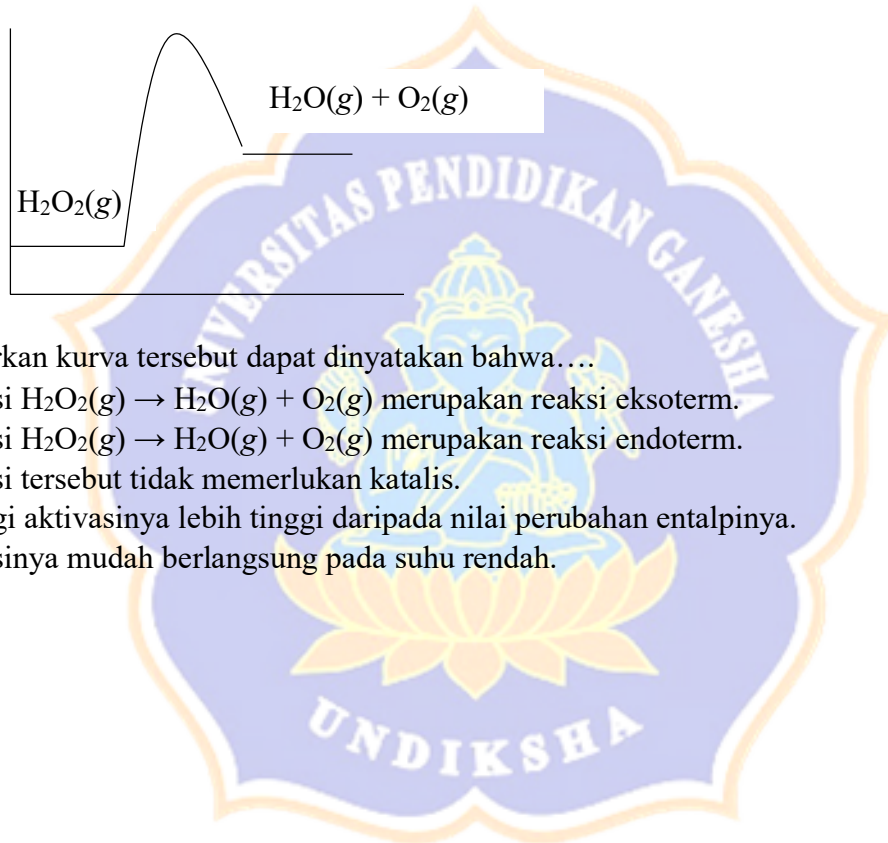 H₂O(g) + O₂(g)
H₂O₂(g)
UNIVERSITAS PENDIDIKAN GANESHA
rkan kurva tersebut dapat dinyatakan bahwa….
si H₂O₂(g) → H₂O(g) + O₂(g) merupakan reaksi eksoterm.
si H₂O₂(g) → H₂O(g) + O₂(g) merupakan reaksi endoterm.
si tersebut tidak memerlukan katalis.
gi aktivasinya lebih tinggi daripada nilai perubahan entalpinya.
sinya mudah berlangsung pada suhu rendah.
UNDIKSHA